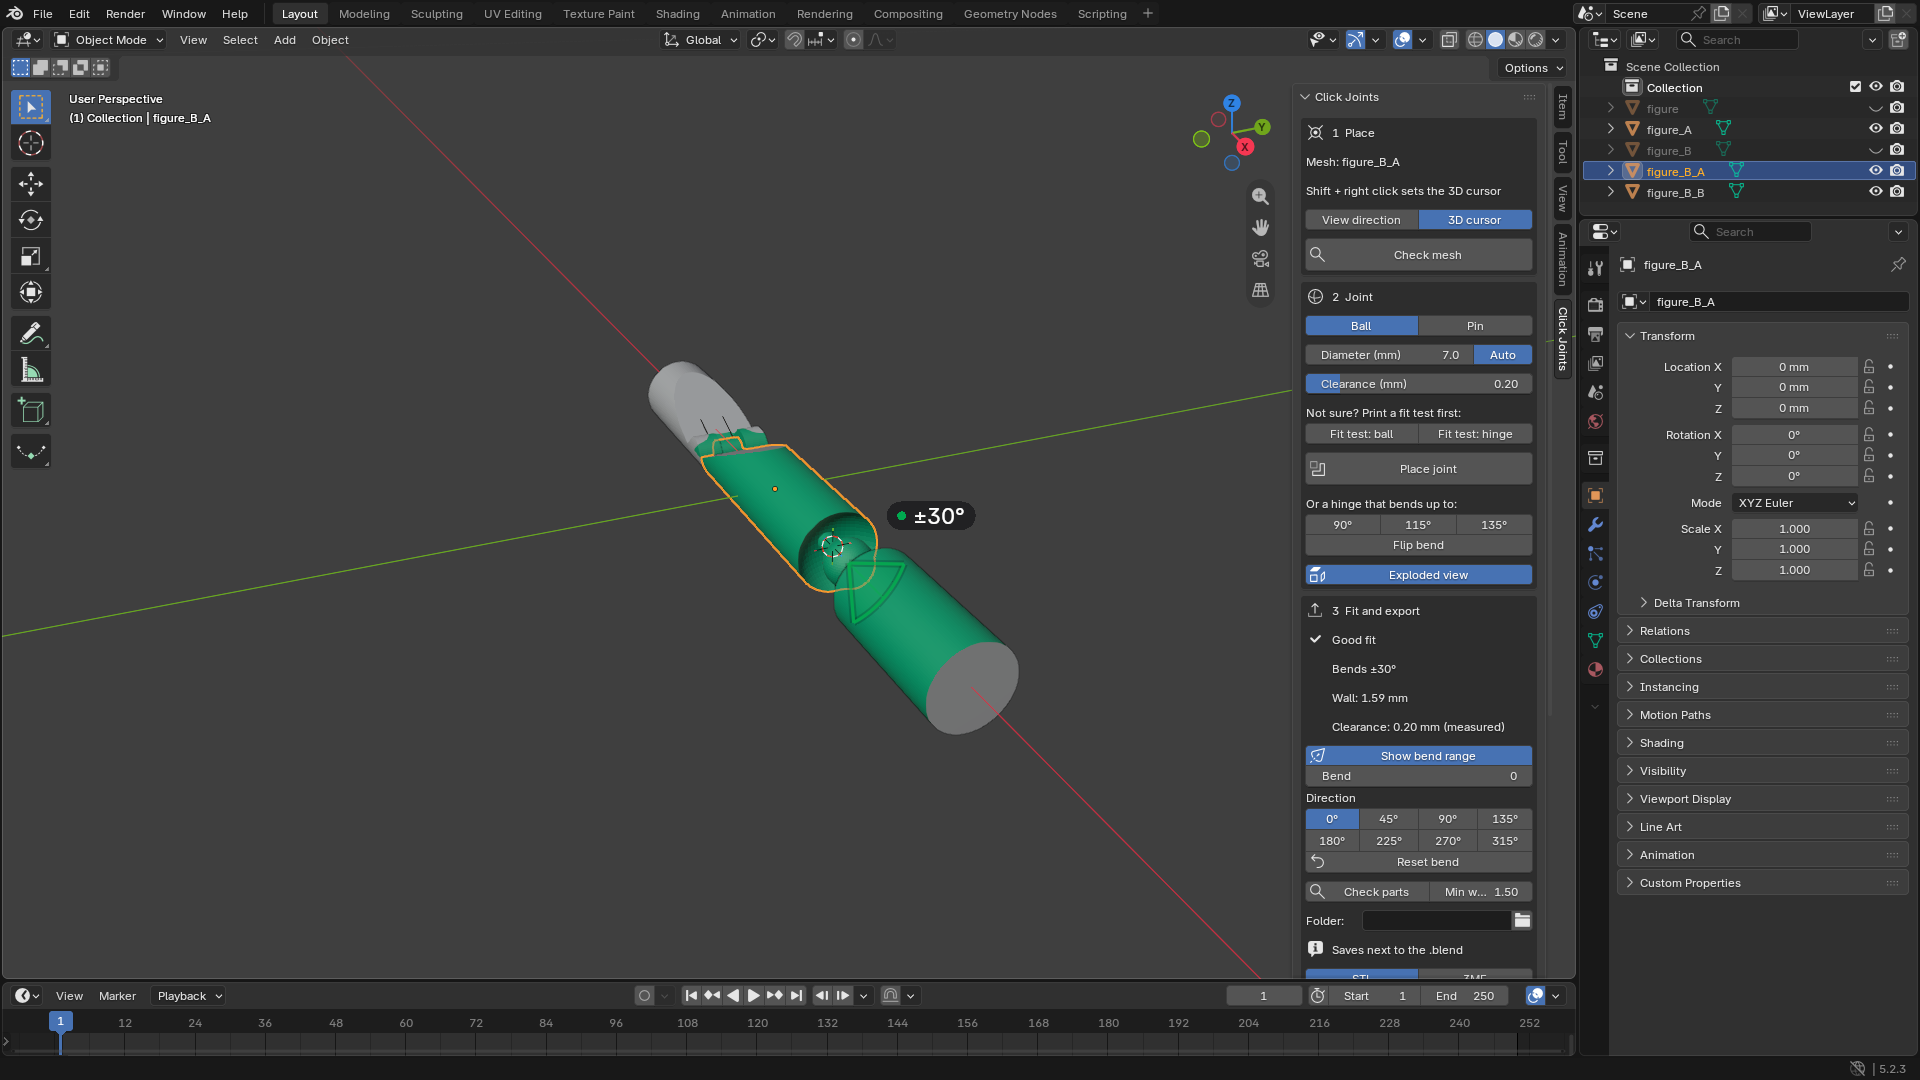 File Edit Render Window Help Layout Modeling Sculpting UV Editing Texture Paint Shading Animation Rendering Compositing Geometry Nodes Scripting + Scene ViewLayer
Object Mode View Select Add Object Global Search
Options
User Perspective
(1) Collection | figure_B_A
Z
Y
X
±30°
Click Joints
1 Place
Mesh: figure_B_A
Shift + right click sets the 3D cursor
View direction 3D cursor
Check mesh
2 Joint
Ball Pin
Diameter (mm) 7.0 Auto
Clearance (mm) 0.20
Not sure? Print a fit test first:
Fit test: ball Fit test: hinge
Place joint
Or a hinge that bends up to:
90° 115° 135°
Flip bend
Exploded view
3 Fit and export
Good fit
Bends ±30°
Wall: 1.59 mm
Clearance: 0.20 mm (measured)
Show bend range
Bend 0
Direction
0° 45° 90° 135°
180° 225° 270° 315°
Reset bend
Check parts Min w... 1.50
Folder:
Saves next to the .blend
STL 3MF
Item
Tool
View
Animation
Click Joints
Scene Collection
Collection
figure
figure_A
figure_B
figure_B_A
figure_B_B
Search
figure_B_A
figure_B_A
Transform
Location X 0 mm
Y 0 mm
Z 0 mm
Rotation X 0°
Y 0°
Z 0°
Mode XYZ Euler
Scale X 1.000
Y 1.000
Z 1.000
Delta Transform
Relations
Collections
Instancing
Motion Paths
Shading
Visibility
Viewport Display
Line Art
Animation
Custom Properties
View Marker Playback 1 Start 1 End 250
1 12 24 36 48 60 72 84 96 108 120 132 144 156 168 180 192 204 216 228 240 252
5.2.3